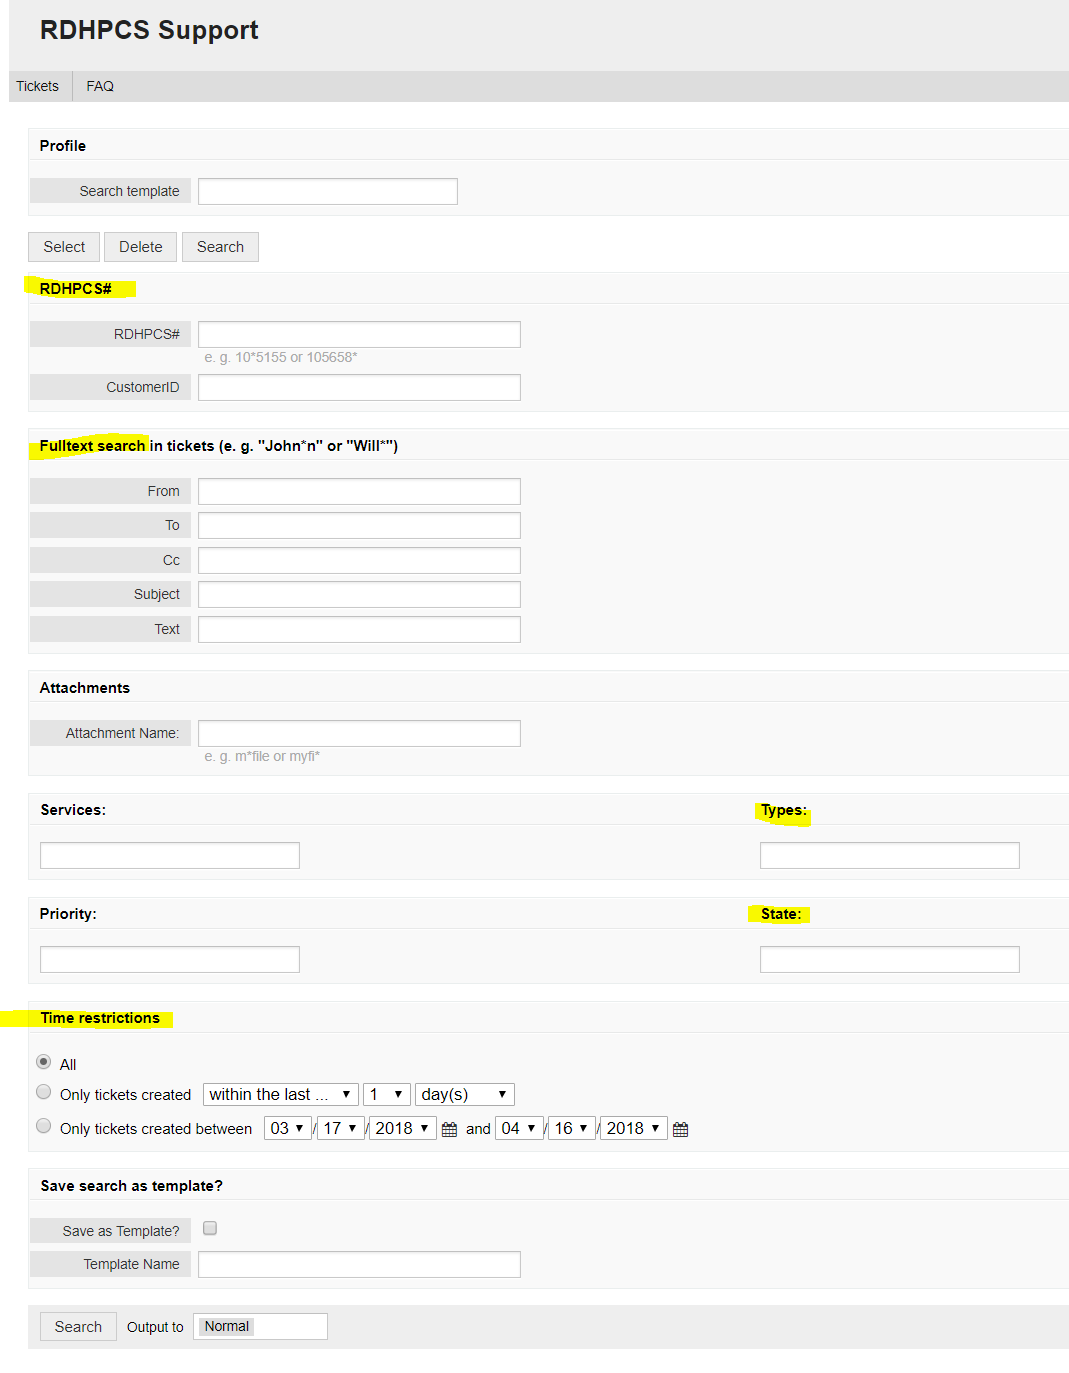 RDHPCS Support
Tickets FAQ
Profile
Search template
Select Delete Search
RDHPCS#
RDHPCS#
e. g. 10*5155 or 105658*
CustomerID
Fulltext search in tickets (e. g. "John*n" or "Will*")
From
To
Cc
Subject
Text
Attachments
Attachment Name:
e. g. m*file or myfi*
Services: Types:
Priority: State:
Time restrictions
All
Only tickets created within the last ... 1 day(s)
Only tickets created between 03 / 17 / 2018 and 04 / 16 / 2018
Save search as template?
Save as Template?
Template Name
Search Output to Normal